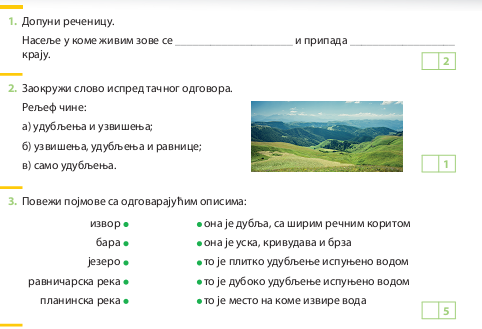 1. Допуни реченицу.
Насеље у коме живим зове се ____________________ и припада ____________________
крају.
2
2. Заокружи слово испред тачног одговора.
Рељеф чине:
а) удубљења и узвишења;
б) узвишења, удубљења и равнице;
в) само удубљења.
1
3. Повежи појмове са одговарајућим описима:
извор ● ● она је дубља, са ширим речним коритом
бара ● ● она је уска, кривудава и брза
језеро ● ● то је плитко удубљење испуњено водом
равничарска река ● ● то је дубоко удубљење испуњено водом
планинска река ● ● то је место на коме извире вода
5